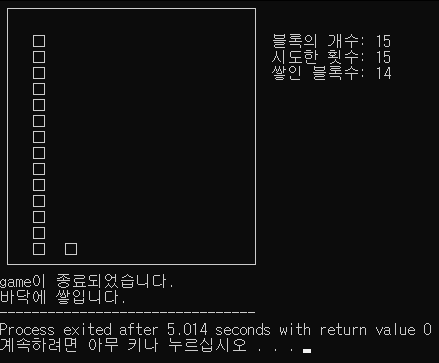 블록의 개수: 15
시도한 횟수: 15
쌓인 블록수: 14
game이 종료되었습니다.
바닥에 쌓입니다.
--------------------------------
Process exited after 5.014 seconds with return value 0
계속하려면 아무 키나 누르십시오 . . .